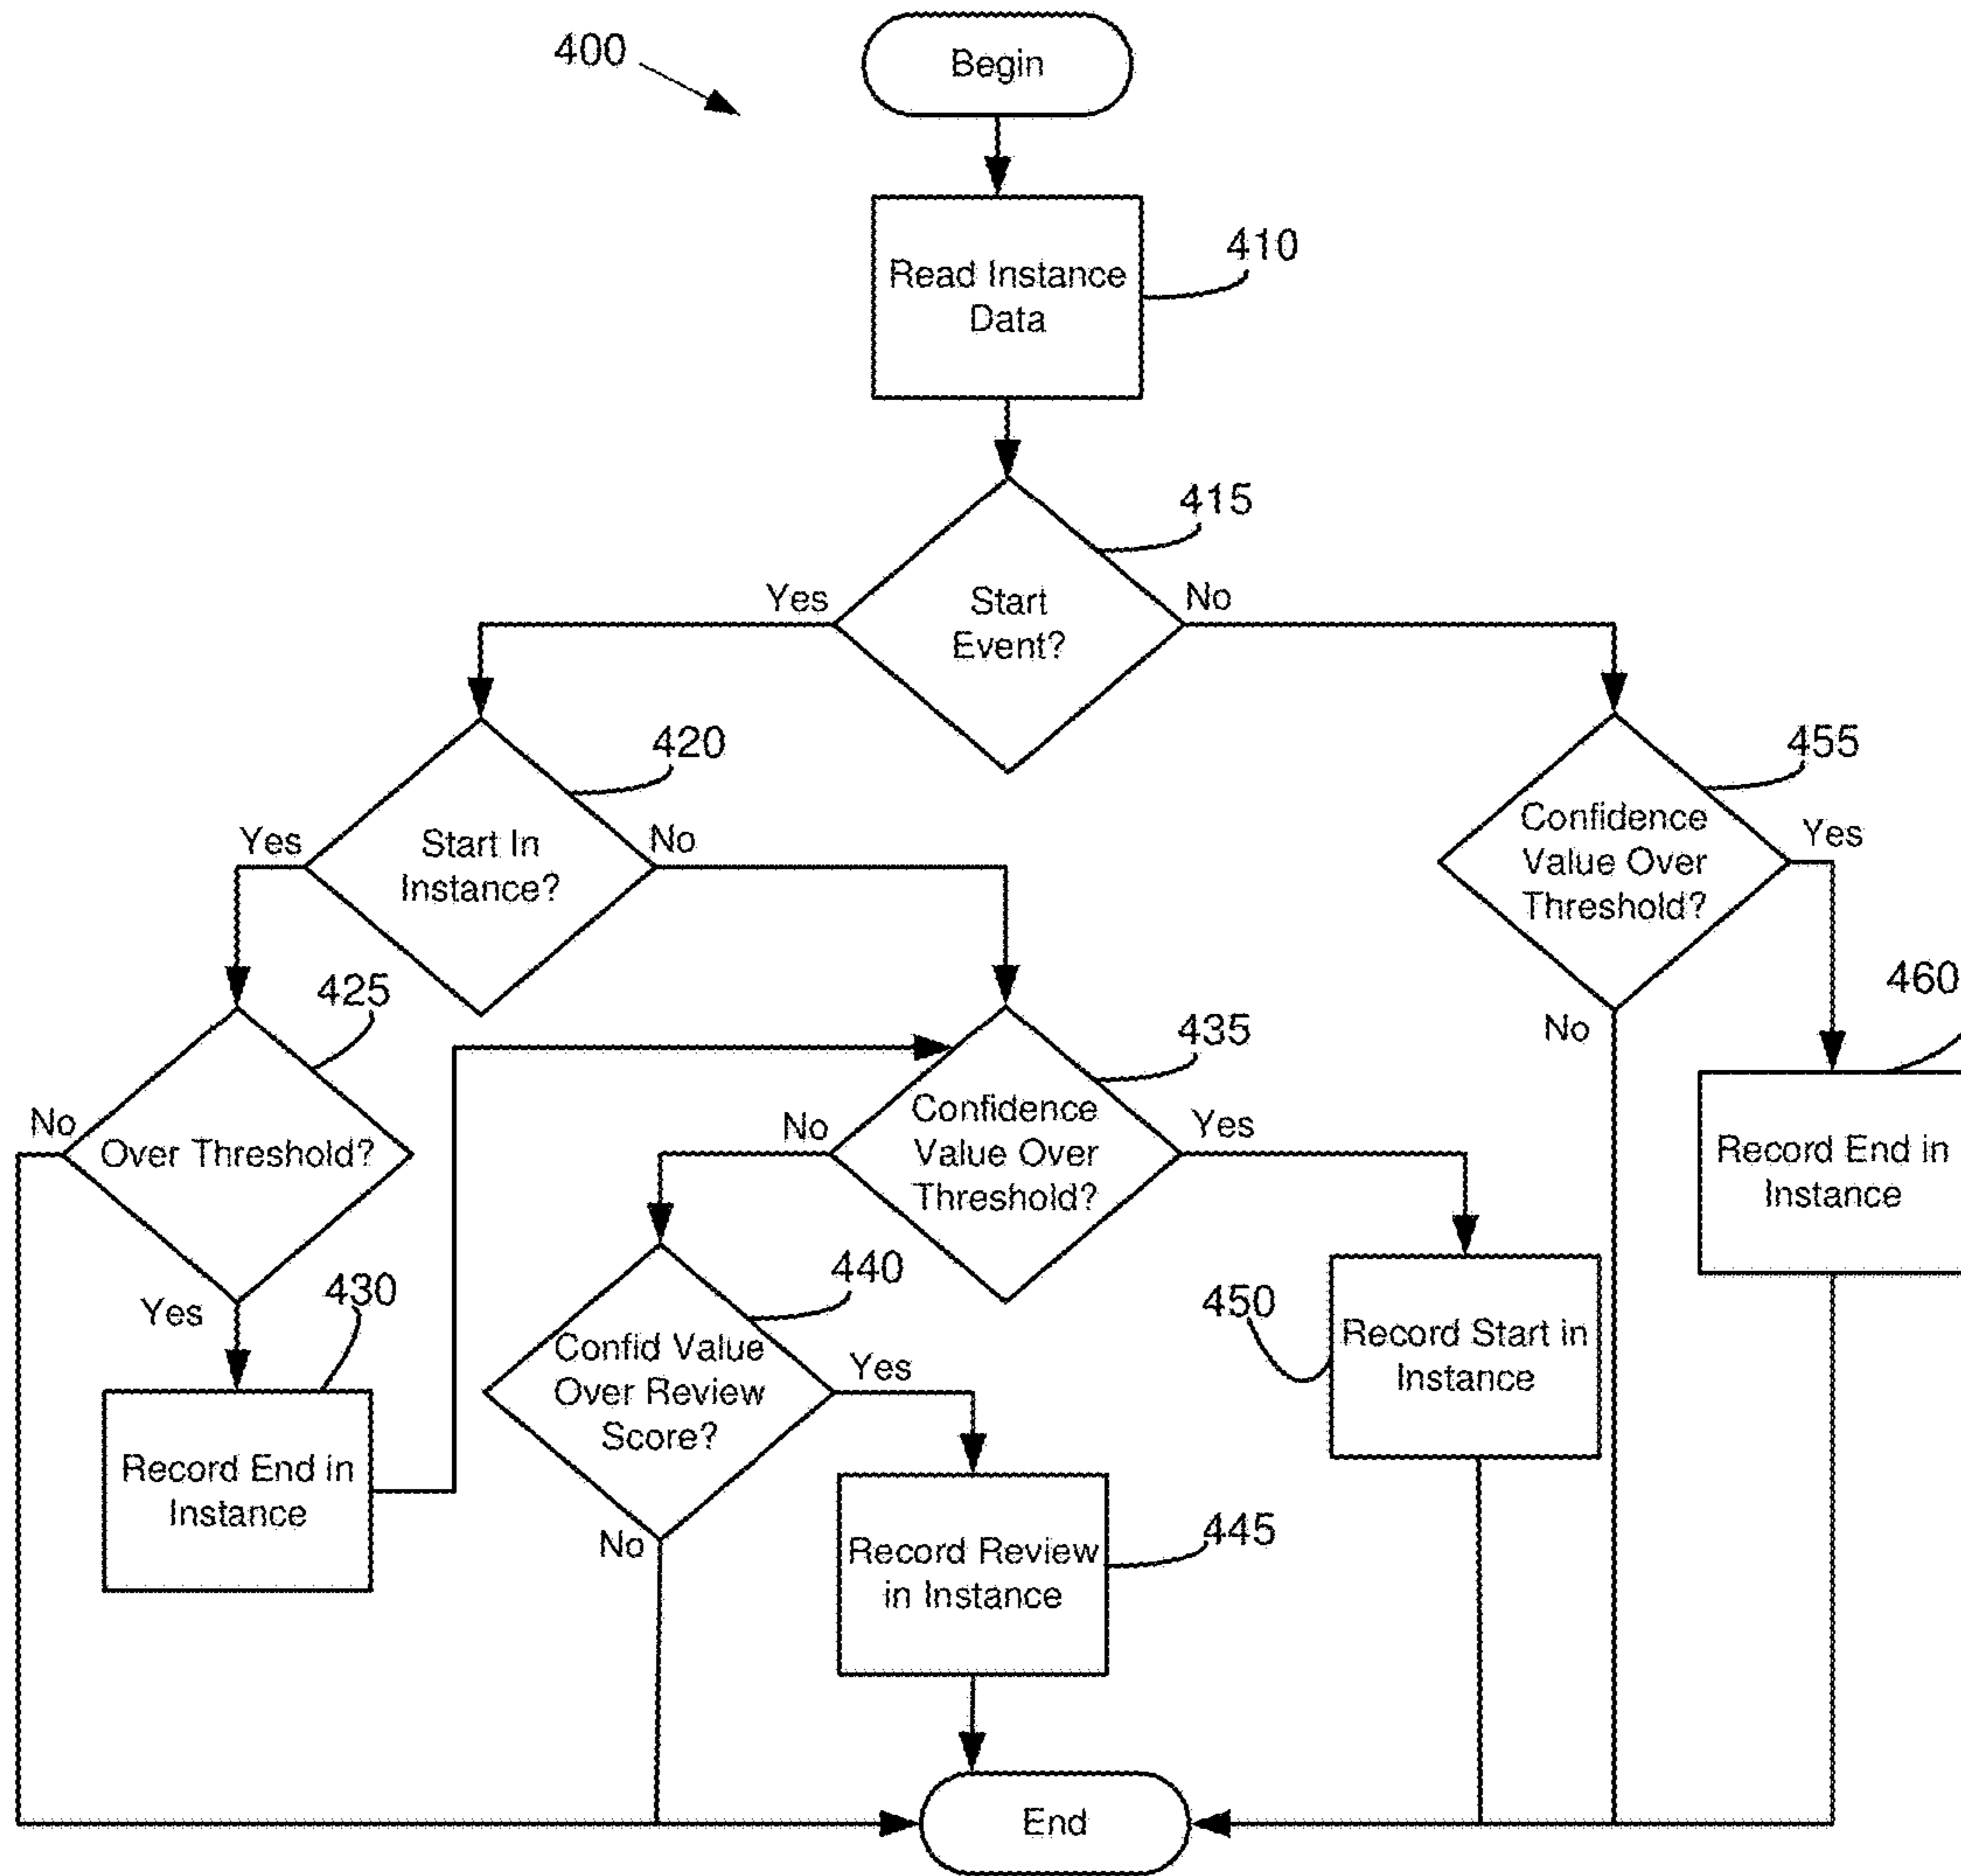 400
Begin
410
Read Instance
Data
415
Yes
Start
Event?
No
420
455
Yes
Start In
Instance?
No
Confidence
Value Over
Threshold?
Yes
425
435
460
No
No
Over Threshold?
No
Confidence
Value Over
Threshold?
Yes
Record End in
Instance
Yes
430
440
450
Confid Value
Over Review
Score?
Yes
Record Start in
Instance
Record End in
Instance
No
445
Record Review
in Instance
End